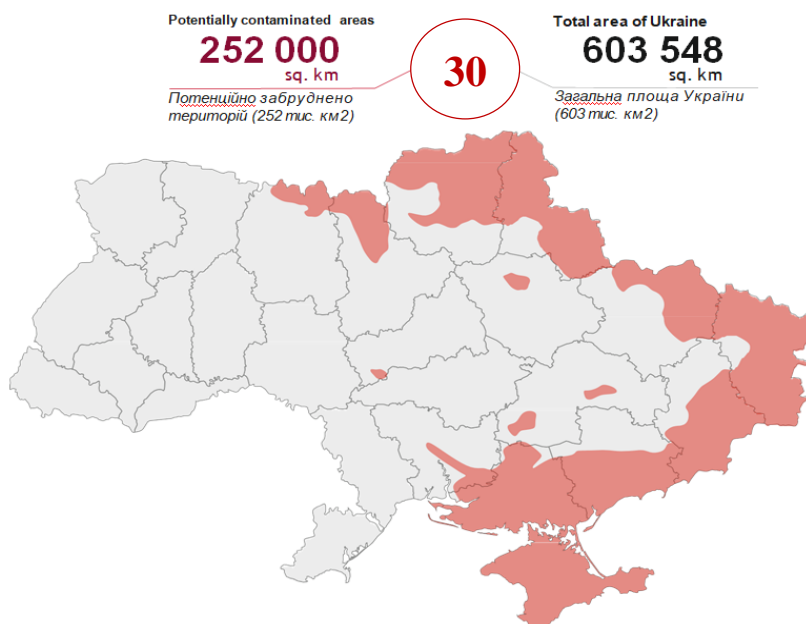 Potentially contaminated areas
252 000
sq. km
Потенційно забруднено
територій (252 тис. км2)
30
Total area of Ukraine
603 548
sq. km
Загальна площа України
(603 тис. км2)